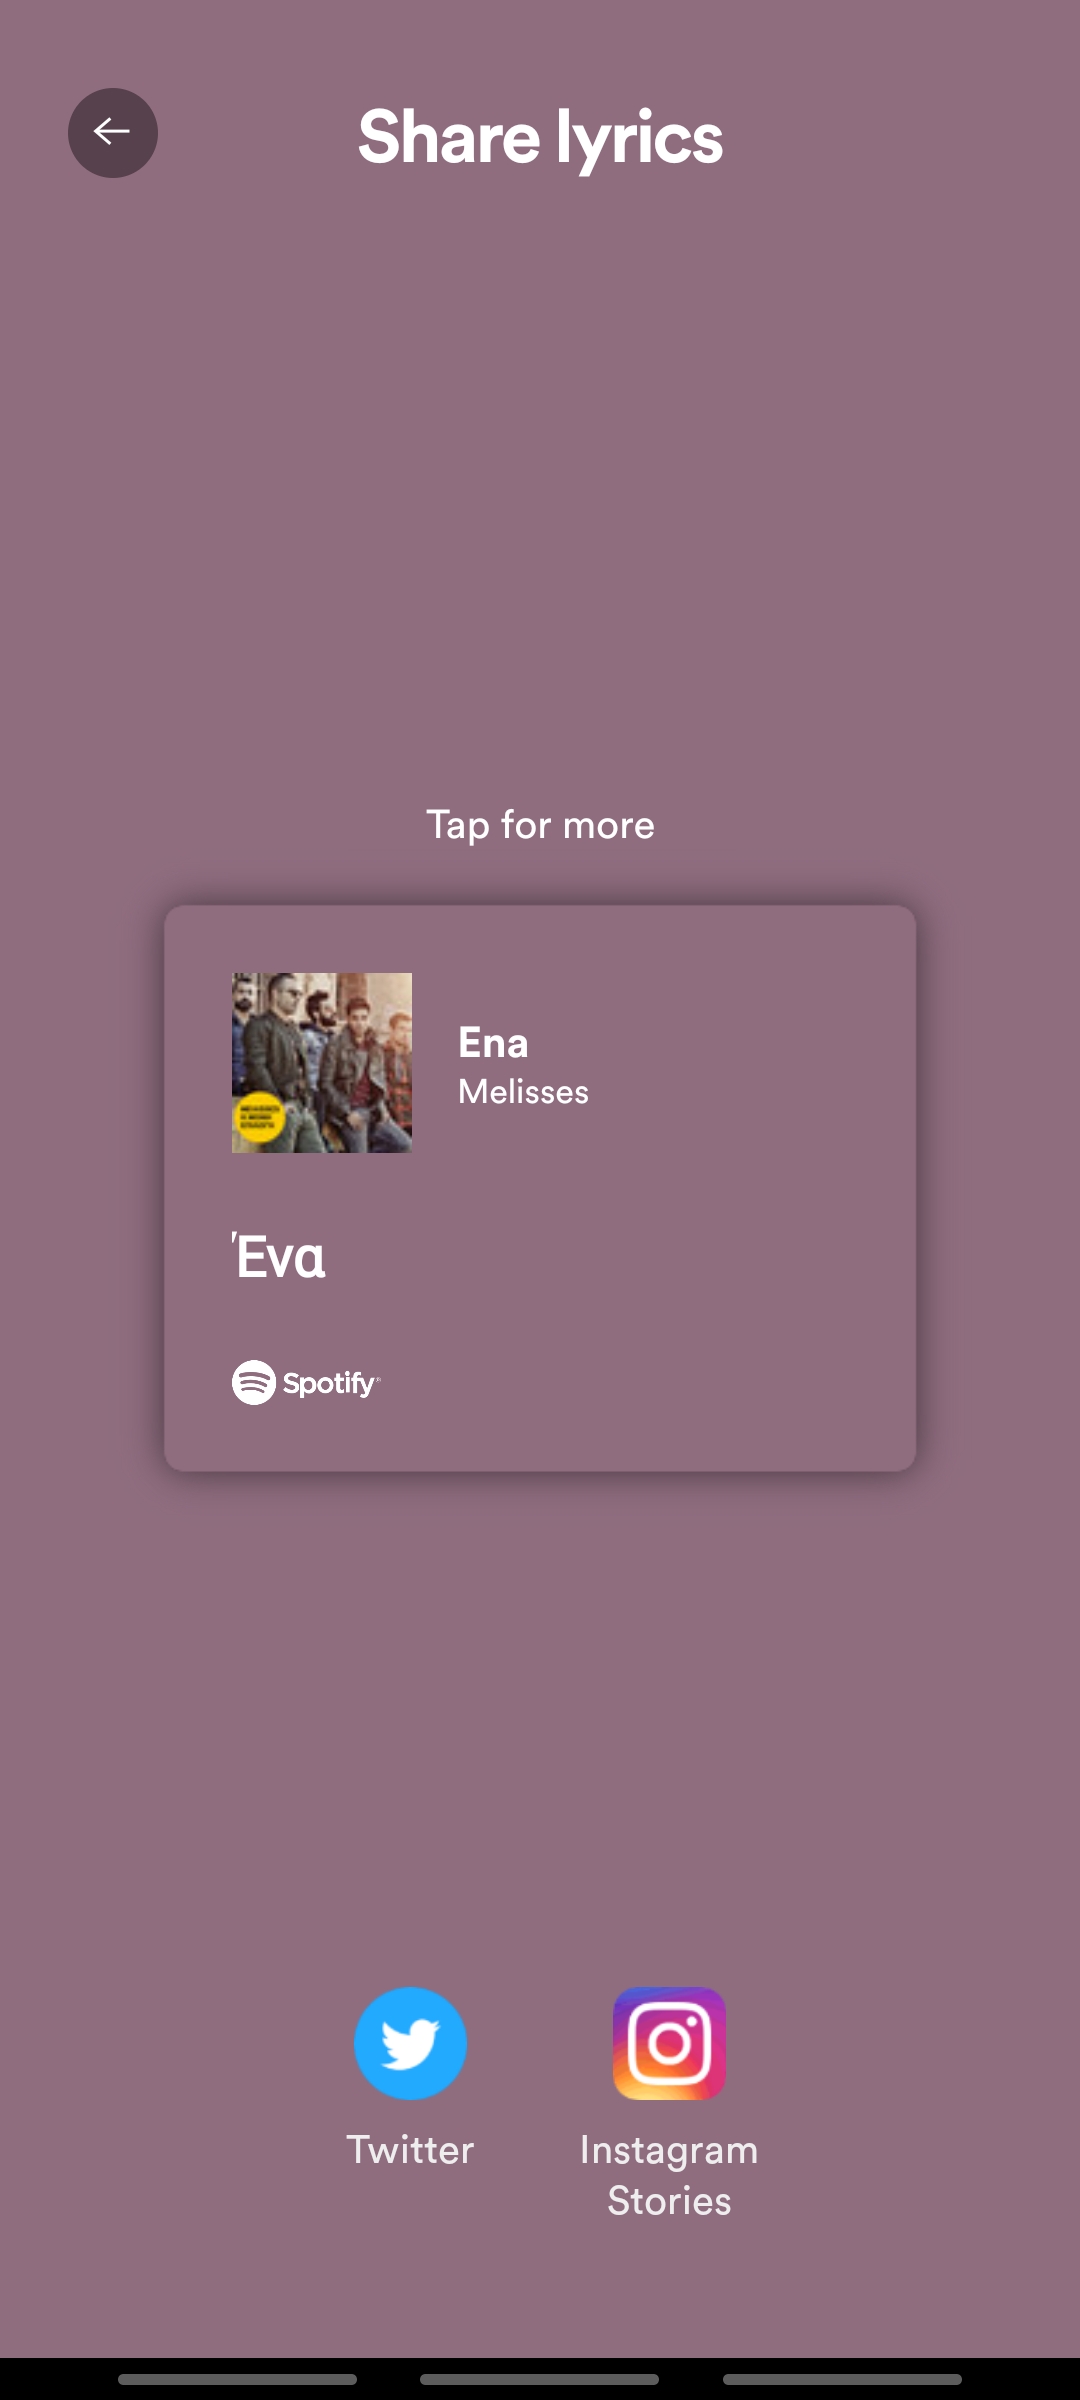 Share lyrics
Tap for more
Ena
Melisses
Ένα
Spotify
Twitter
Instagram
Stories